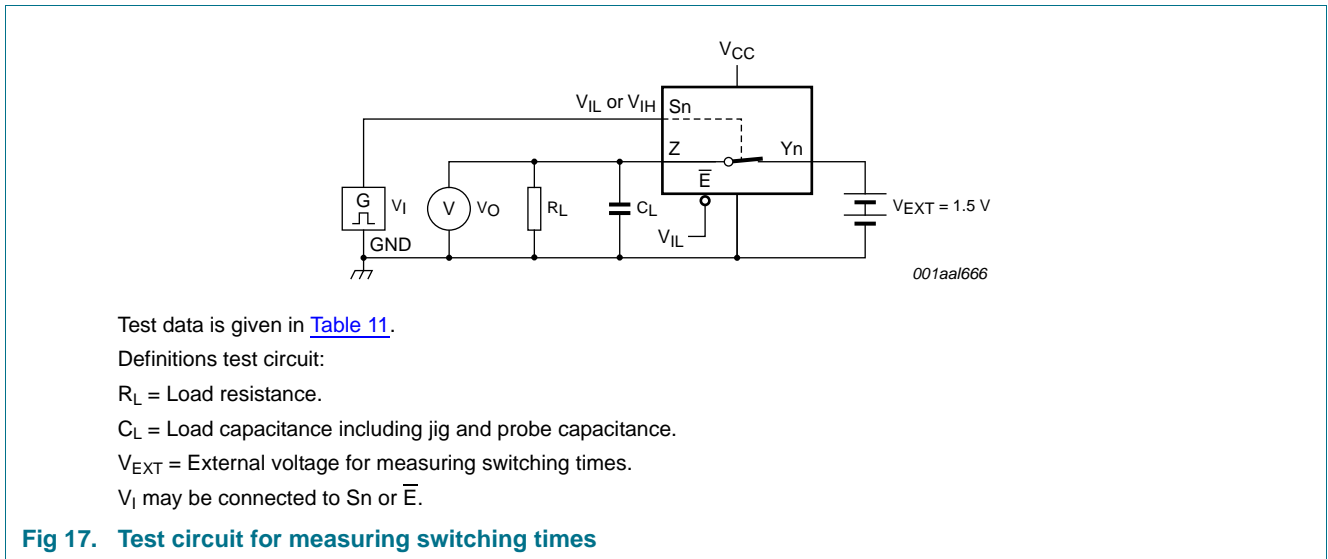 VCC
VIL or VIH
Sn
Z
Yn
E̅
G
VI
V
VO
RL
CL
VEXT = 1.5 V
VIL
GND
001aal666
Test data is given in Table 11.
Definitions test circuit:
RL = Load resistance.
CL = Load capacitance including jig and probe capacitance.
VEXT = External voltage for measuring switching times.
VI may be connected to Sn or E̅.
Fig 17. Test circuit for measuring switching times